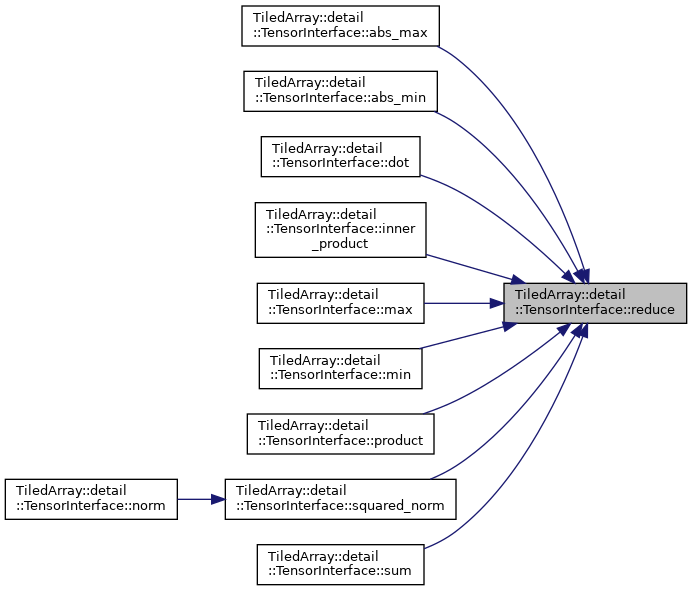 TiledArray::detail
::TensorInterface::abs_max
TiledArray::detail
::TensorInterface::abs_min
TiledArray::detail
::TensorInterface::dot
TiledArray::detail
::TensorInterface::inner
_product
TiledArray::detail
::TensorInterface::reduce
TiledArray::detail
::TensorInterface::max
TiledArray::detail
::TensorInterface::min
TiledArray::detail
::TensorInterface::product
TiledArray::detail
::TensorInterface::norm
TiledArray::detail
::TensorInterface::squared_norm
TiledArray::detail
::TensorInterface::sum